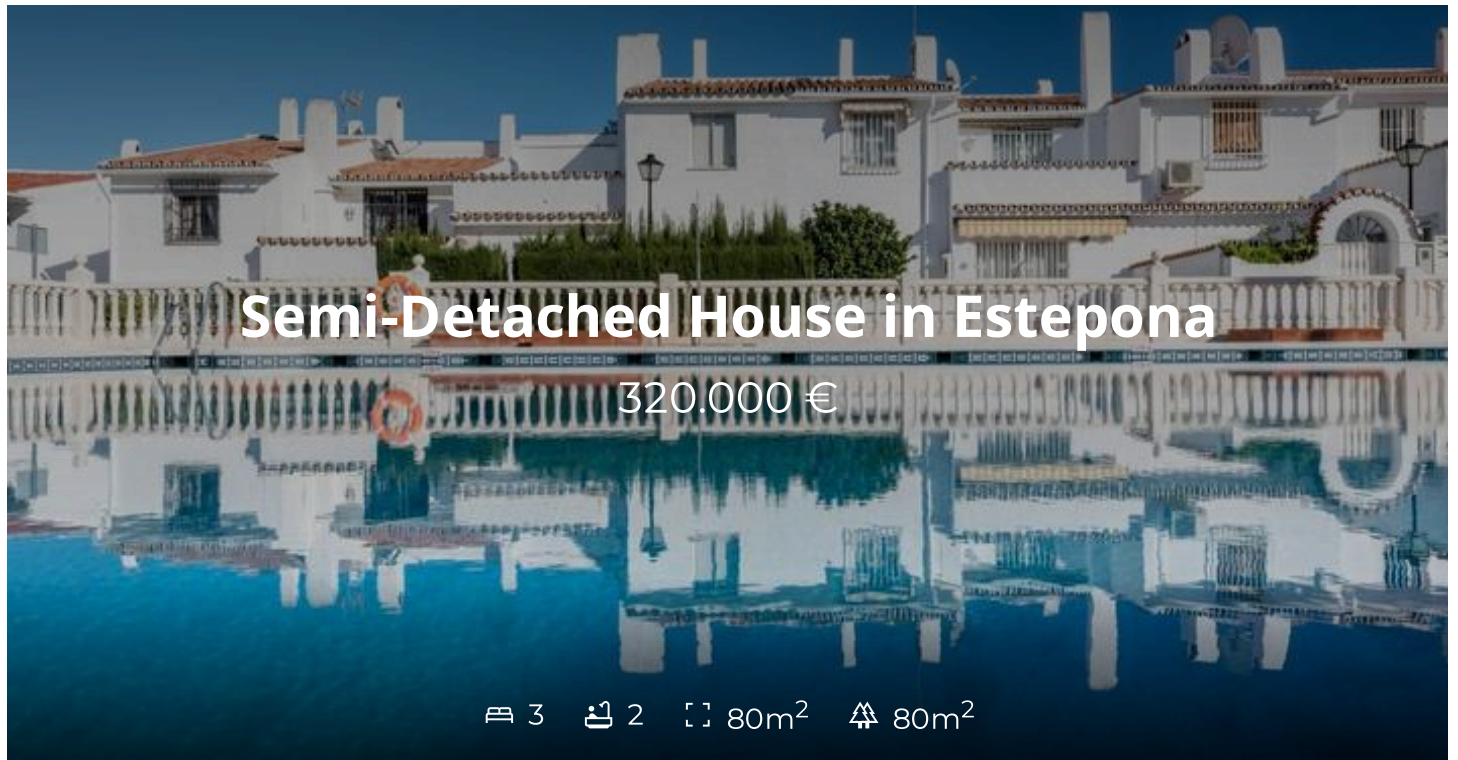 Semi-Detached House in Estepona
320.000 €
3 2 80m² 80m²